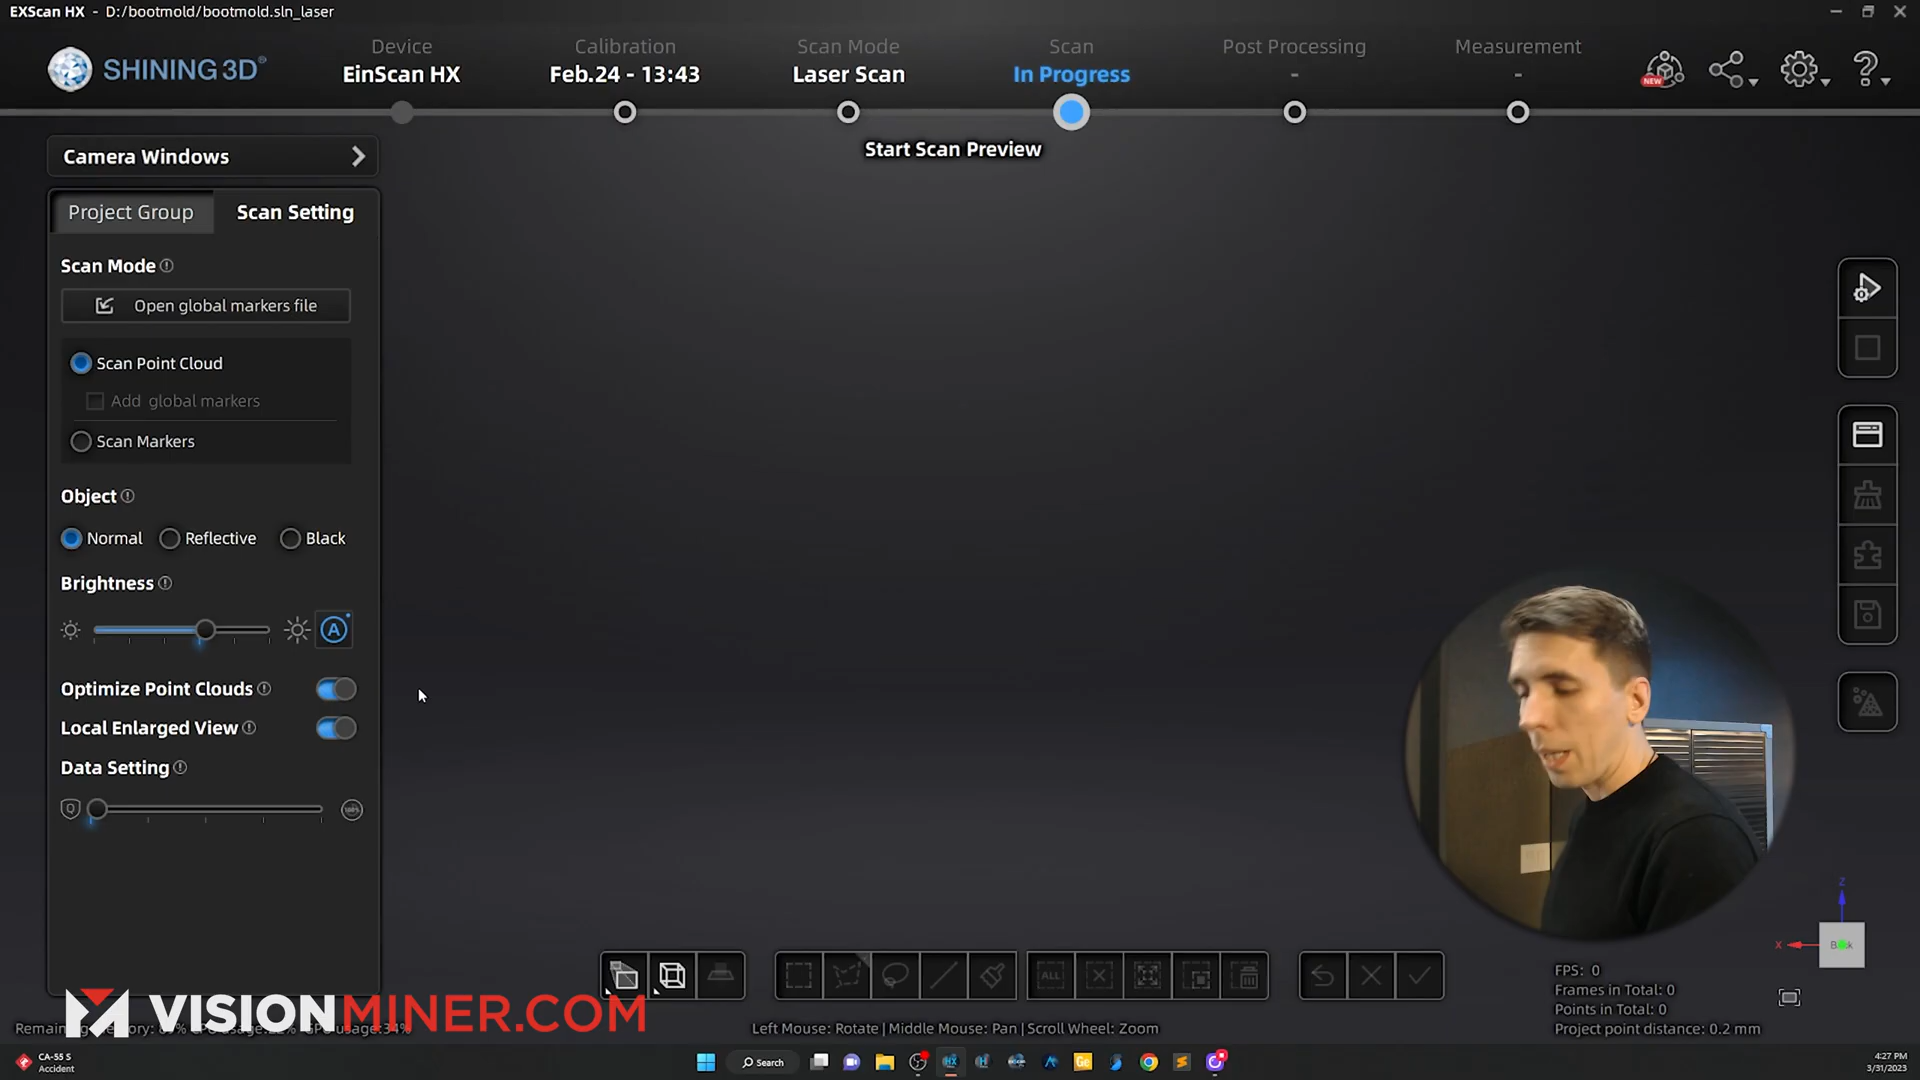 EXScan HX - D:/bootmold/bootmold.sln_laser
SHINING 3D®
Device
EinScan HX
Calibration
Feb.24 - 13:43
Scan Mode
Laser Scan
Scan
In Progress
Post Processing
-
Measurement
-
NEW
Start Scan Preview
Camera Windows
Project Group
Scan Setting
Scan Mode
Open global markers file
Scan Point Cloud
Add global markers
Scan Markers
Object
Normal Reflective Black
Brightness
A
Optimize Point Clouds
Local Enlarged View
Data Setting
Q
ALL
Z
X
FPS: 0
Frames in Total: 0
Points in Total: 0
Project point distance: 0.2 mm
VISIONMINER.COM
Left Mouse: Rotate | Middle Mouse: Pan | Scroll Wheel: Zoom
CA-55 S
Accident
Search
4:27 PM
3/31/2023